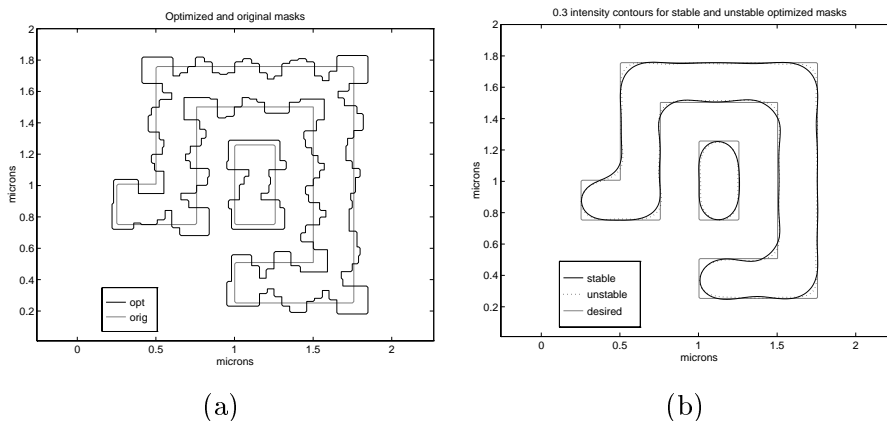 Optimized and original masks
2
1.8
1.6
1.4
1.2
1
0.8
0.6
0.4
0.2
microns
opt
orig
0 0.5 1 1.5 2
microns
(a)
0.3 intensity contours for stable and unstable optimized masks
2
1.8
1.6
1.4
1.2
1
0.8
0.6
0.4
0.2
microns
stable
unstable
desired
0 0.5 1 1.5 2
microns
(b)